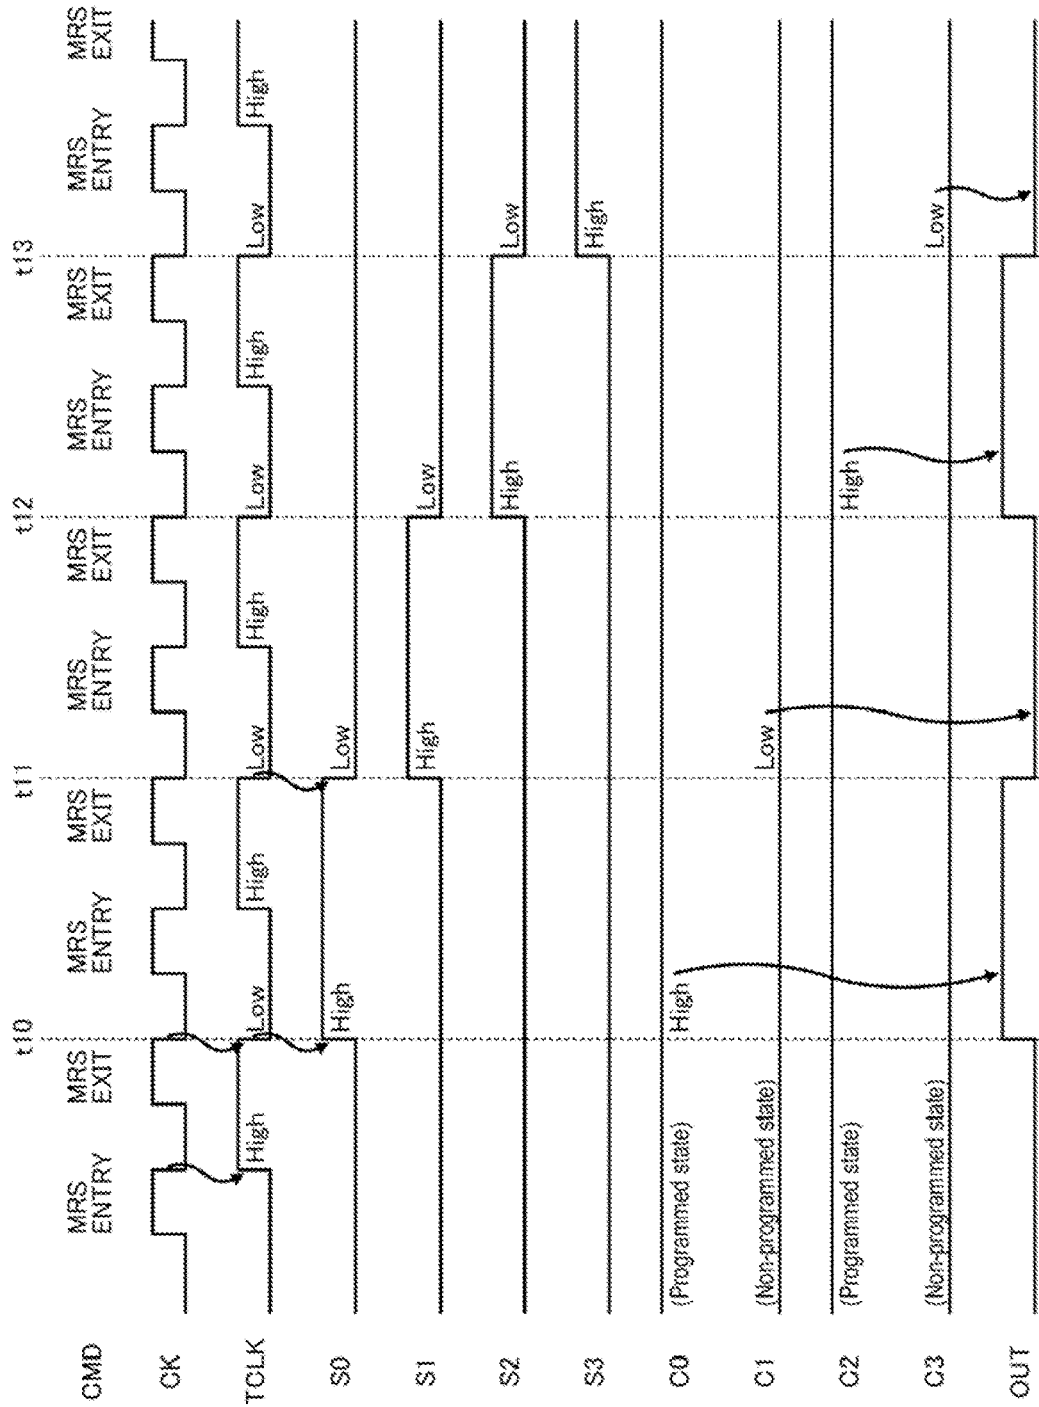 t10 t11 t12 t13
CMD MRS ENTRY MRS EXIT MRS ENTRY MRS EXIT MRS ENTRY MRS EXIT MRS ENTRY MRS EXIT MRS ENTRY MRS EXIT
CK
TCLK High Low High Low High Low High Low High
S0 High Low
S1 High Low
S2 High Low
S3 High
C0 (Programmed state) High
C1 (Non-programmed state) Low
C2 (Programmed state) High
C3 (Non-programmed state) Low
OUT